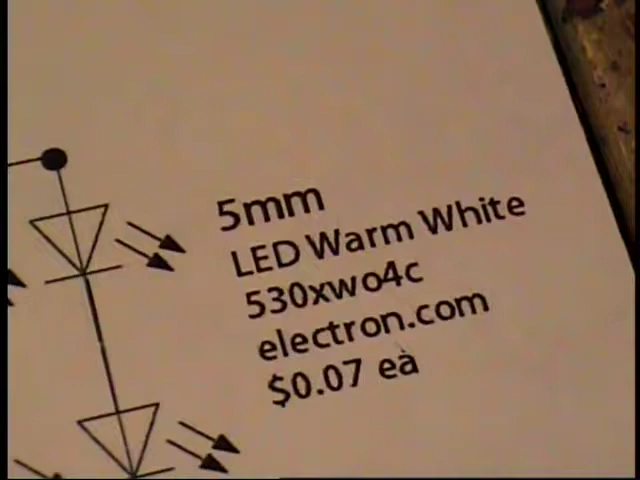 5mm
LED Warm White
530xwo4c
electron.com
$0.07 ea